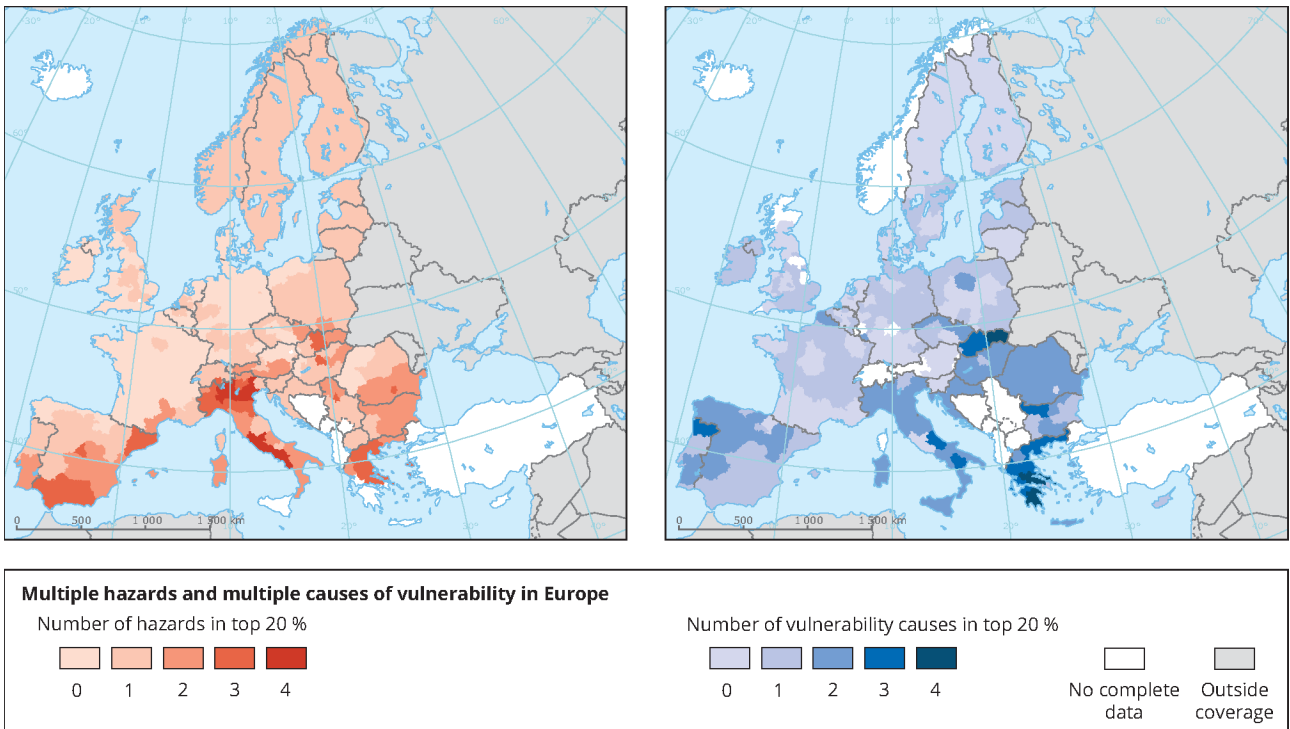 0 500 1 000 1 500 km
0 500 1 000 1 500 km
Multiple hazards and multiple causes of vulnerability in Europe
Number of hazards in top 20 %
0 1 2 3 4
Number of vulnerability causes in top 20 %
0 1 2 3 4
No complete data
Outside coverage